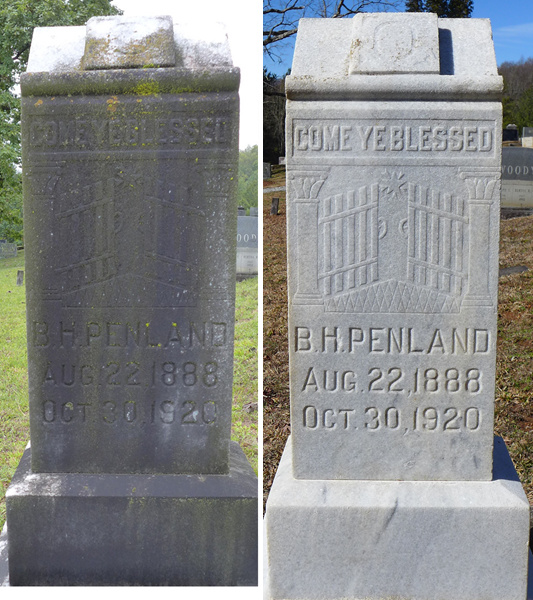 COME YE BLESSED
B.H. PENLAND
AUG. 22, 1888
OCT. 30, 1920
COME YE BLESSED
B.H. PENLAND
AUG. 22, 1888
OCT. 30, 1920